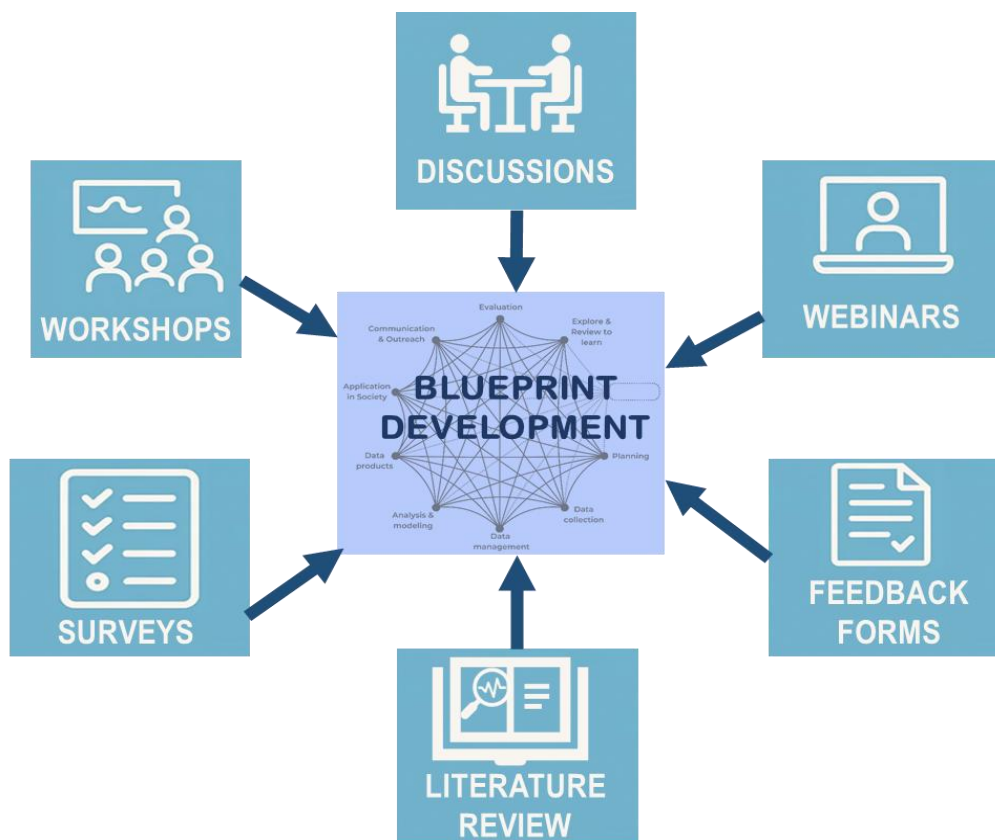 DISCUSSIONS
WORKSHOPS
WEBINARS
Evaluation
Communication
& Outreach
Explore &
Review to
learn
Application
in Society
BLUEPRINT
DEVELOPMENT
Data
products
Planning
Analysis &
modeling
Data
collection
Data
management
SURVEYS
FEEDBACK
FORMS
LITERATURE
REVIEW